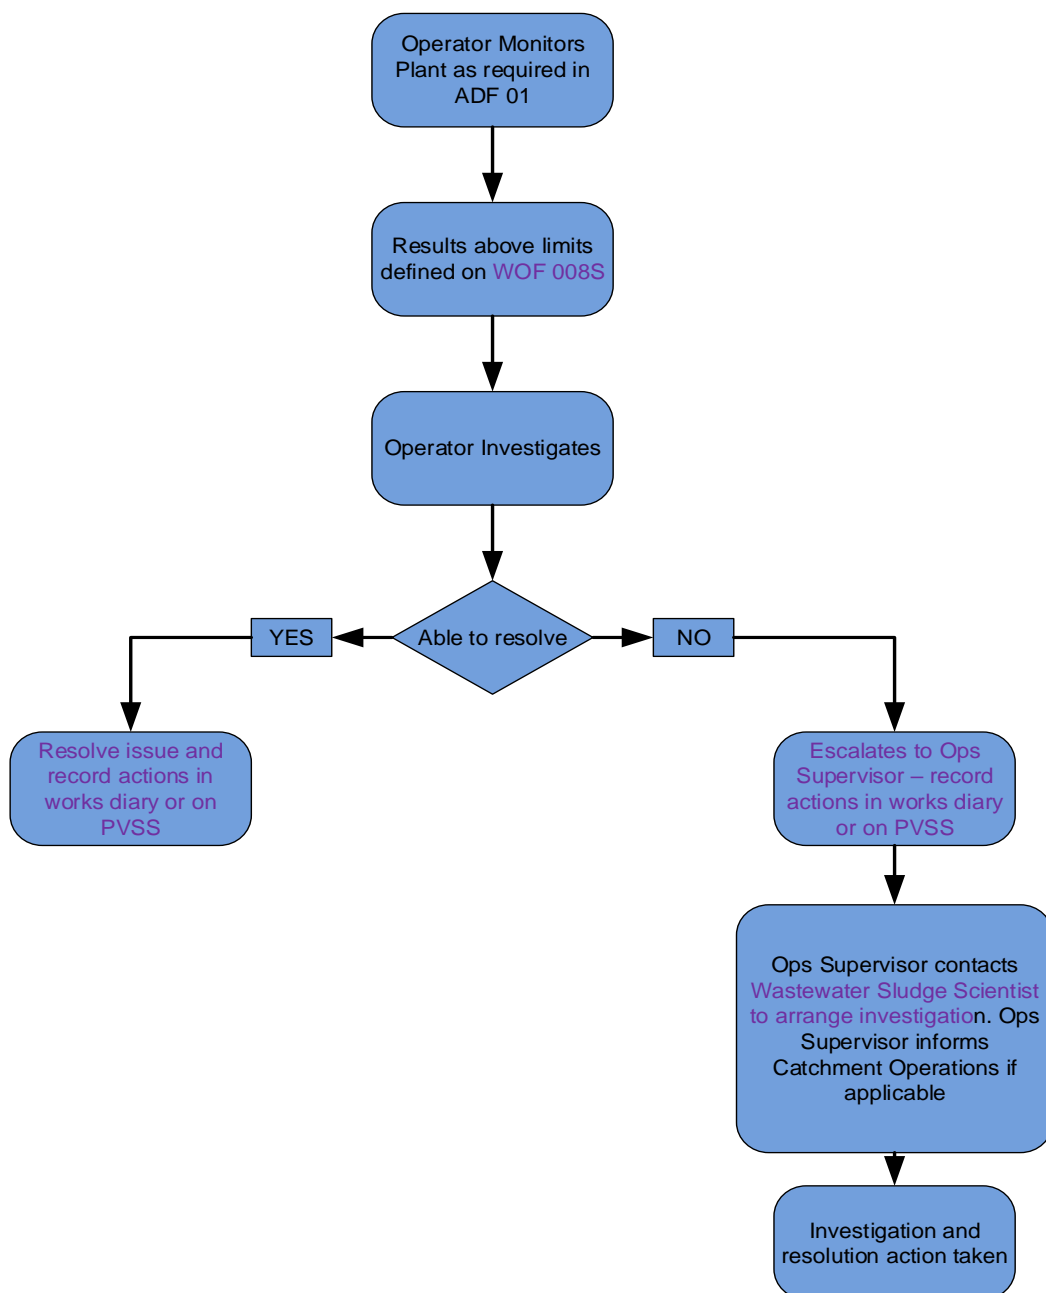 Operator Monitors
Plant as required in
ADF 01
Results above limits
defined on WOF 008S
Operator Investigates
YES
Able to resolve
NO
Resolve issue and
record actions in
works diary or on
PVSS
Escalates to Ops
Supervisor – record
actions in works diary
or on PVSS
Ops Supervisor contacts
Wastewater Sludge Scientist
to arrange investigation. Ops
Supervisor informs
Catchment Operations if
applicable
Investigation and
resolution action taken